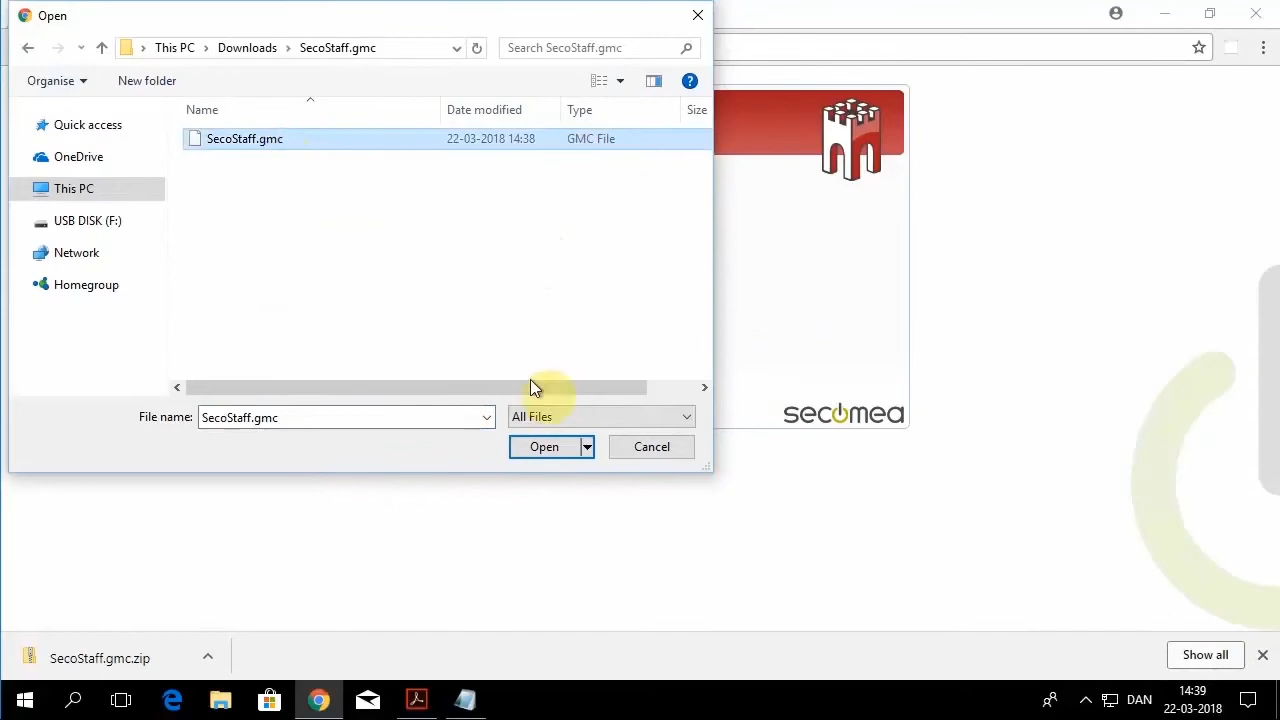 Open
This PC
Downloads
SecoStaff.gmc
Search SecoStaff.gmc
Organise
New folder
Name
Date modified
Type
Size
SecoStaff.gmc
22-03-2018 14:38
GMC File
Quick access
OneDrive
This PC
USB DISK (F:)
Network
Homegroup
File name:
SecoStaff.gmc
All Files
Open
Cancel
secomea
SecoStaff.gmc.zip
Show all
DAN
14:39
22-03-2018